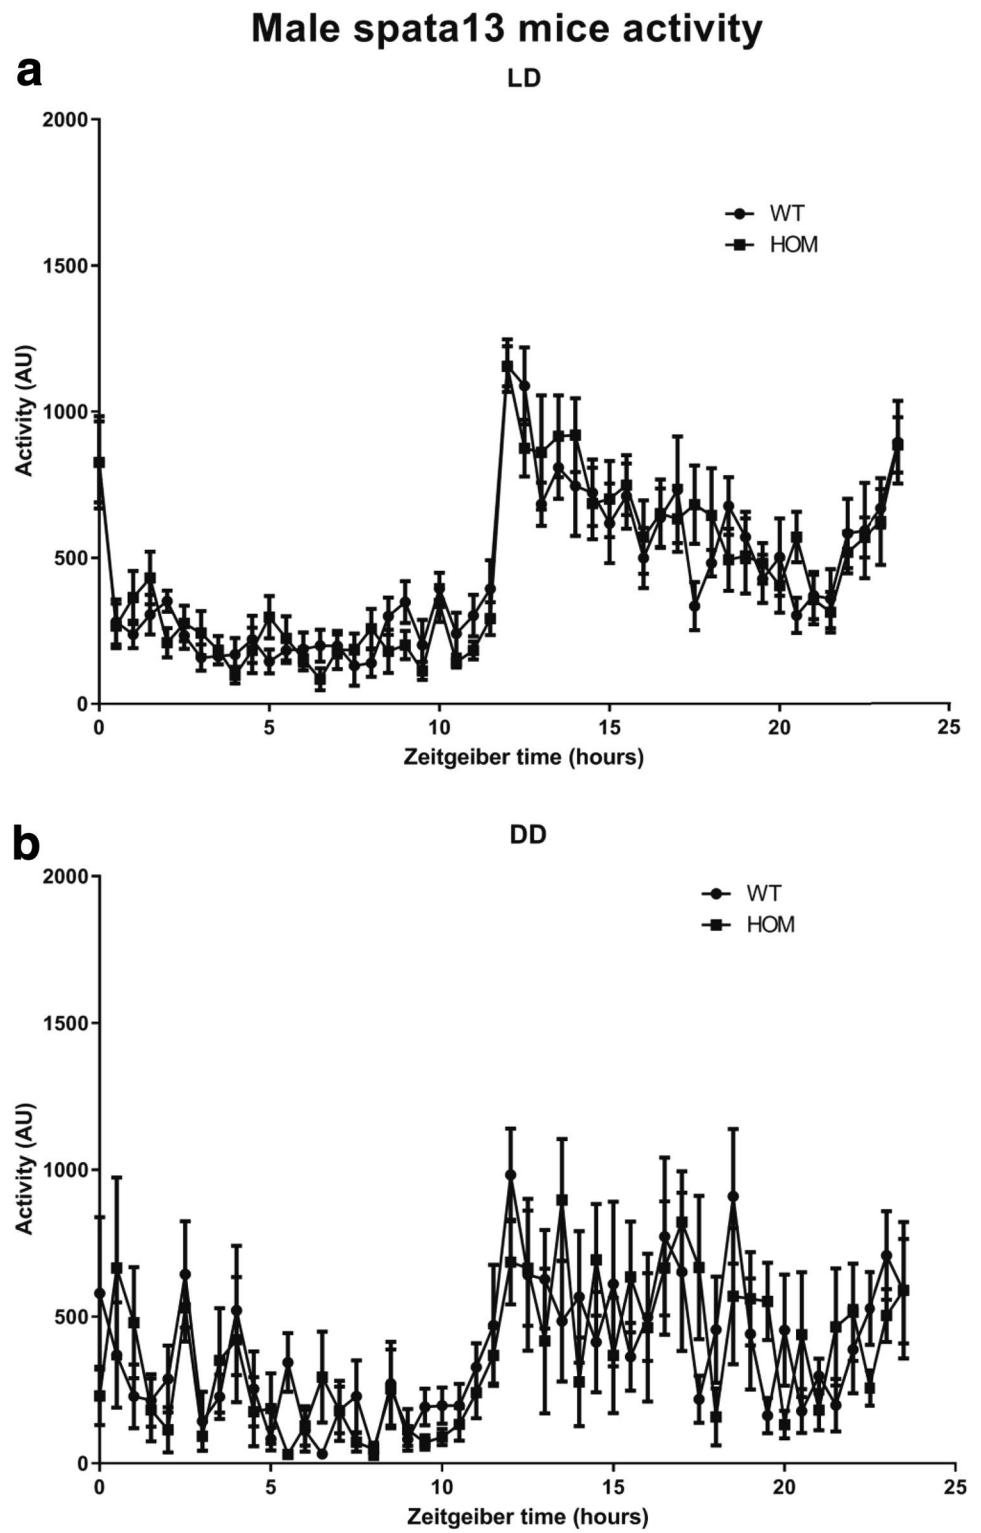 Male spata13 mice activity
a
LD
2000
1500
1000
500
0
Activity (AU)
WT
HOM
0 5 10 15 20 25
Zeitgeiber time (hours)
b
DD
2000
1500
1000
500
0
Activity (AU)
WT
HOM
0 5 10 15 20 25
Zeitgeiber time (hours)